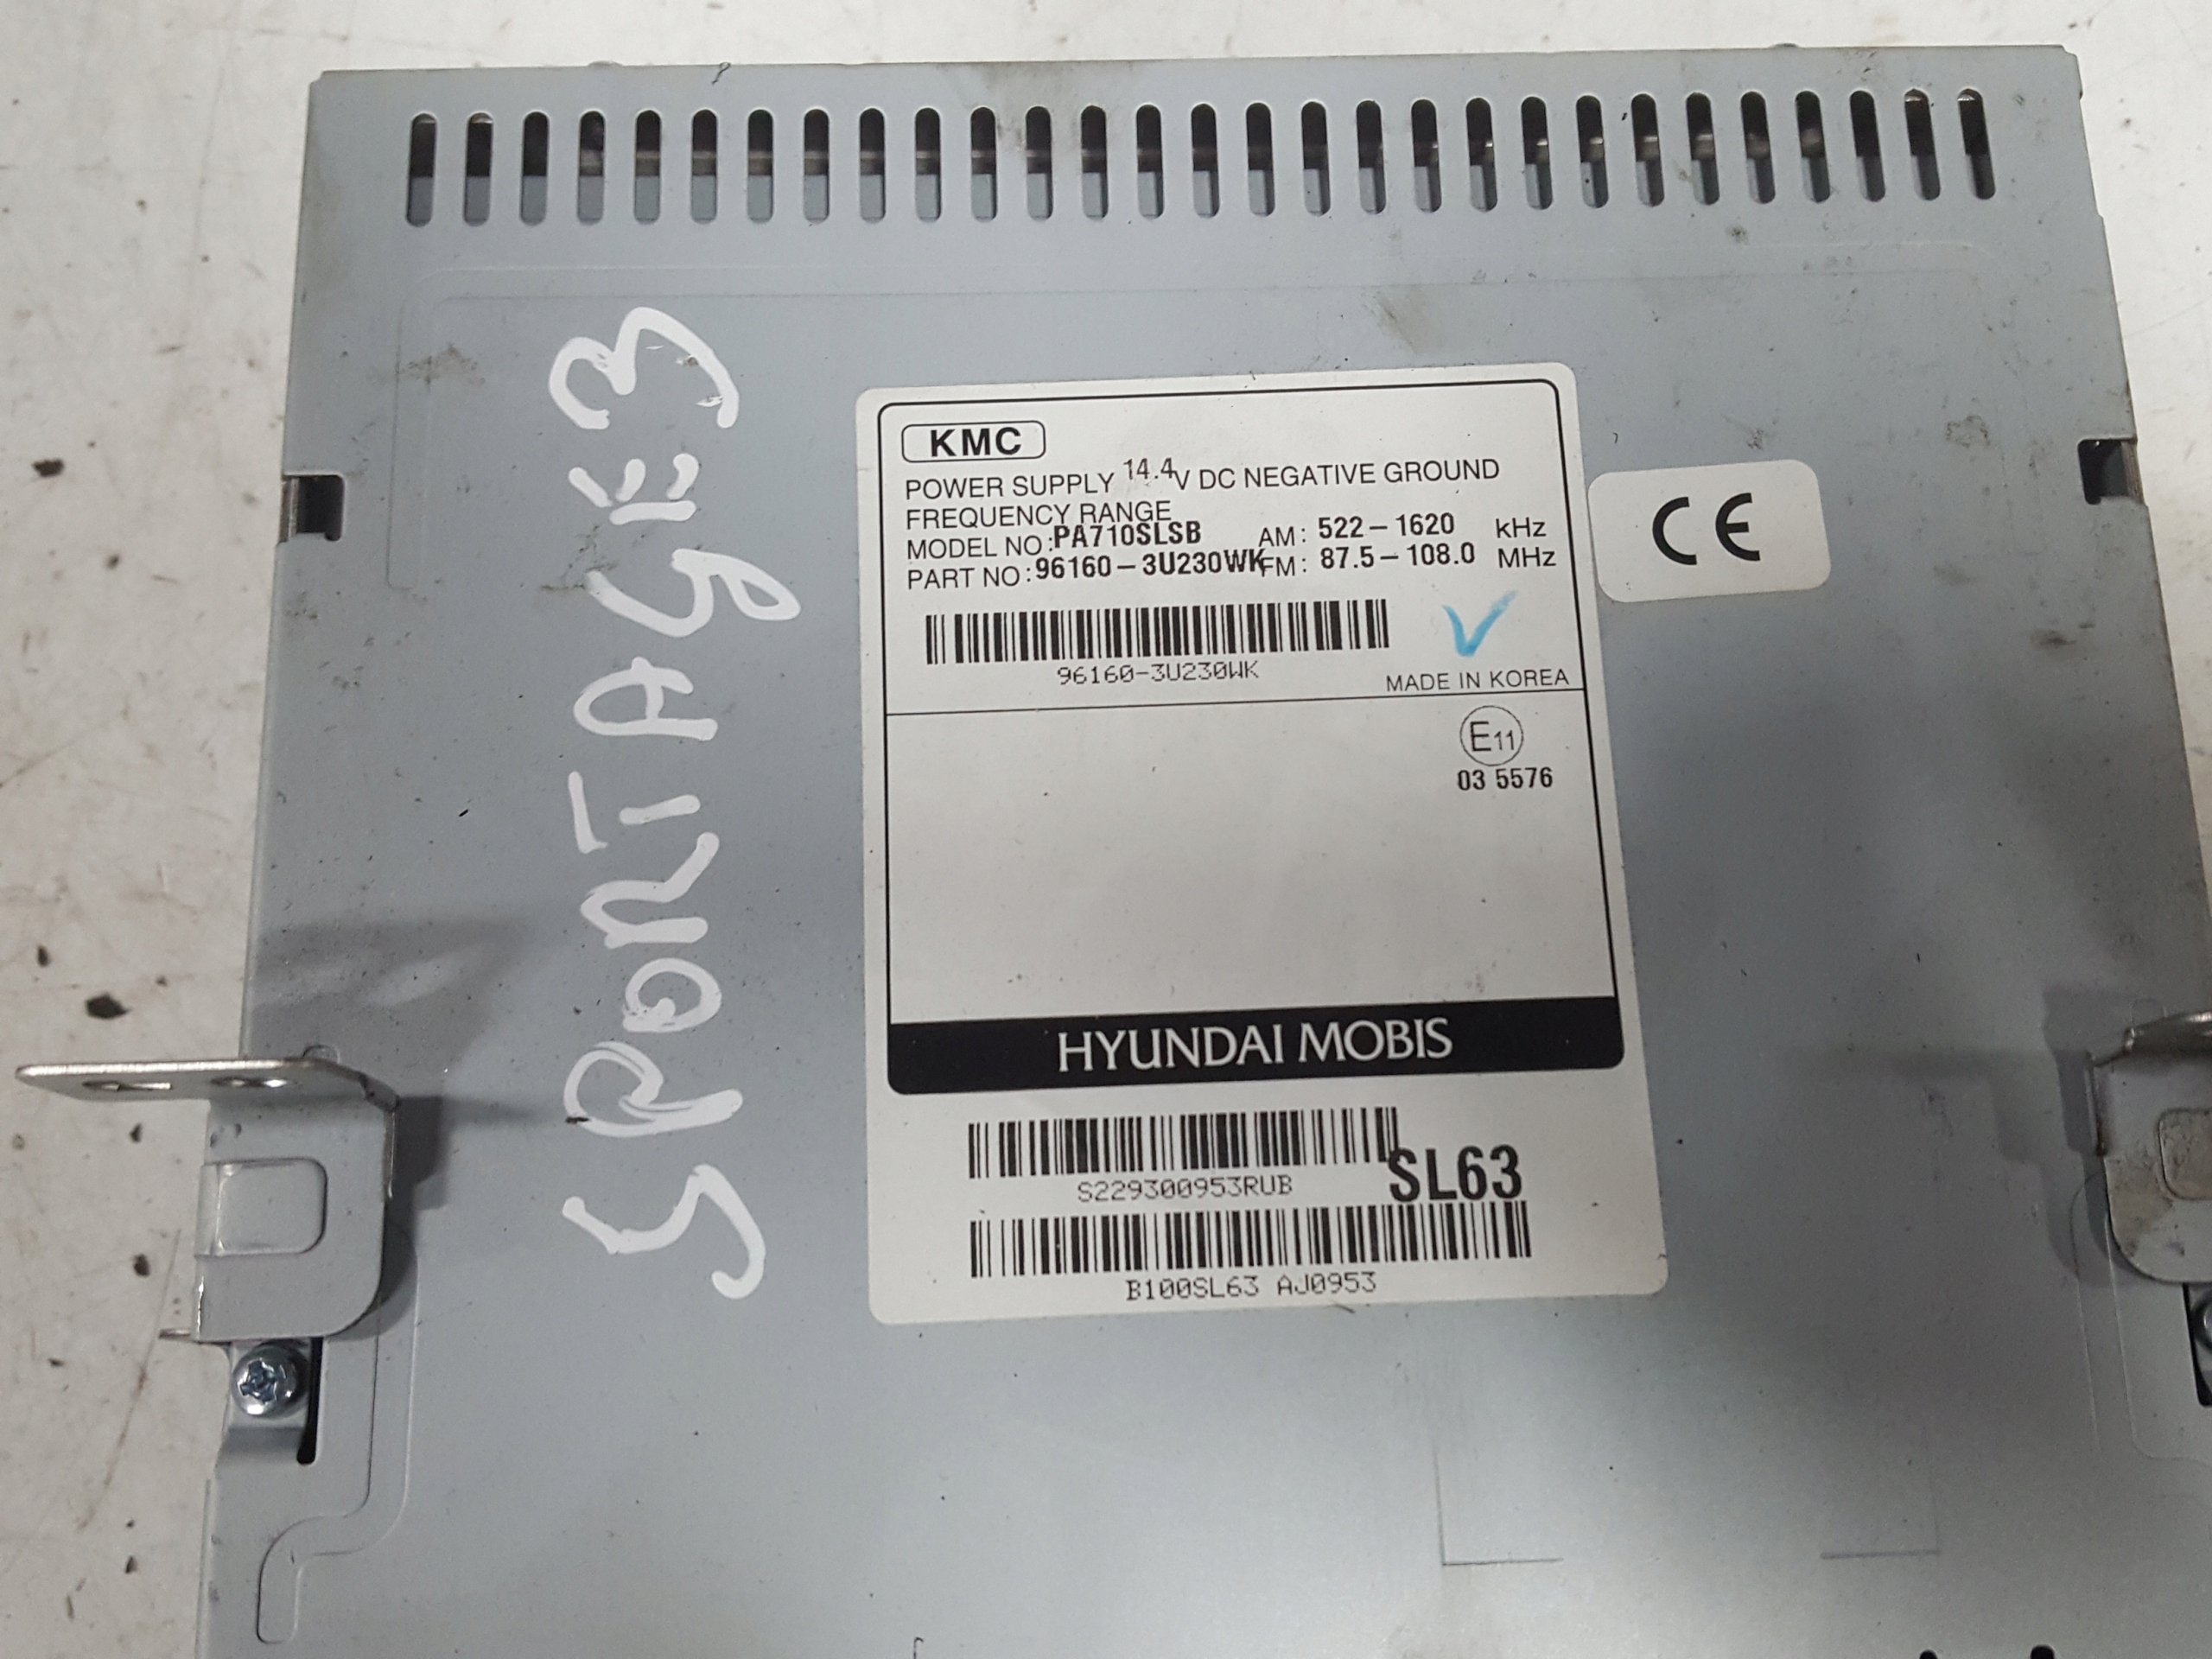 SPORTAGE 3
KMC
POWER SUPPLY 14.4V DC NEGATIVE GROUND
FREQUENCY RANGE
MODEL NO:PA710SLSB AM: 522-1620 kHz
PART NO:96160-3U230WK FM: 87.5-108.0 MHz
96160-3U230WK
MADE IN KOREA
CE
E11
03 5576
HYUNDAI MOBIS
S229300953RUB
SL63
B100SL63 AJ0953